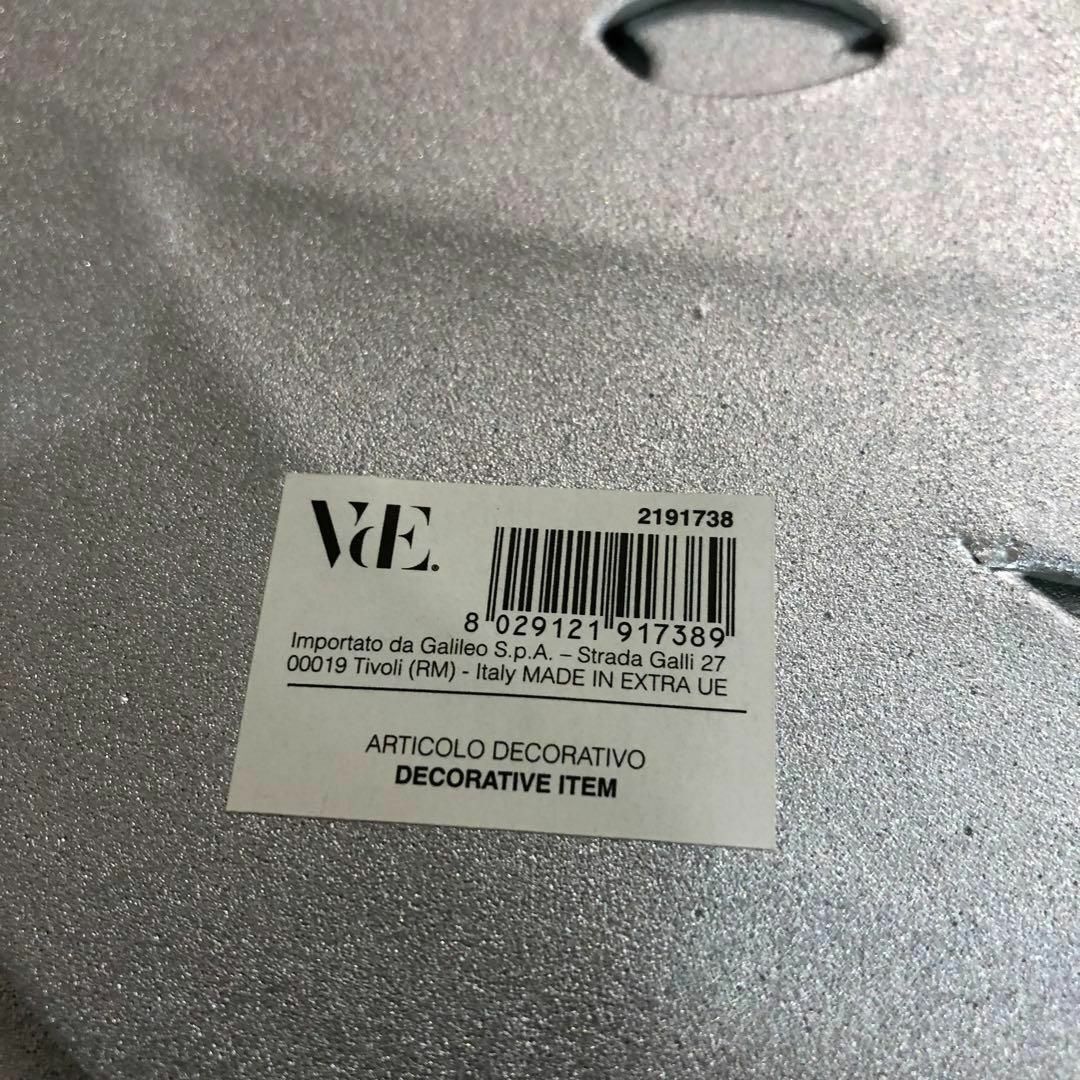 VdE.®
2191738
8 029121 917389
Importato da Galileo S.p.A. – Strada Galli 27
00019 Tivoli (RM) - Italy MADE IN EXTRA UE
ARTICOLO DECORATIVO
DECORATIVE ITEM